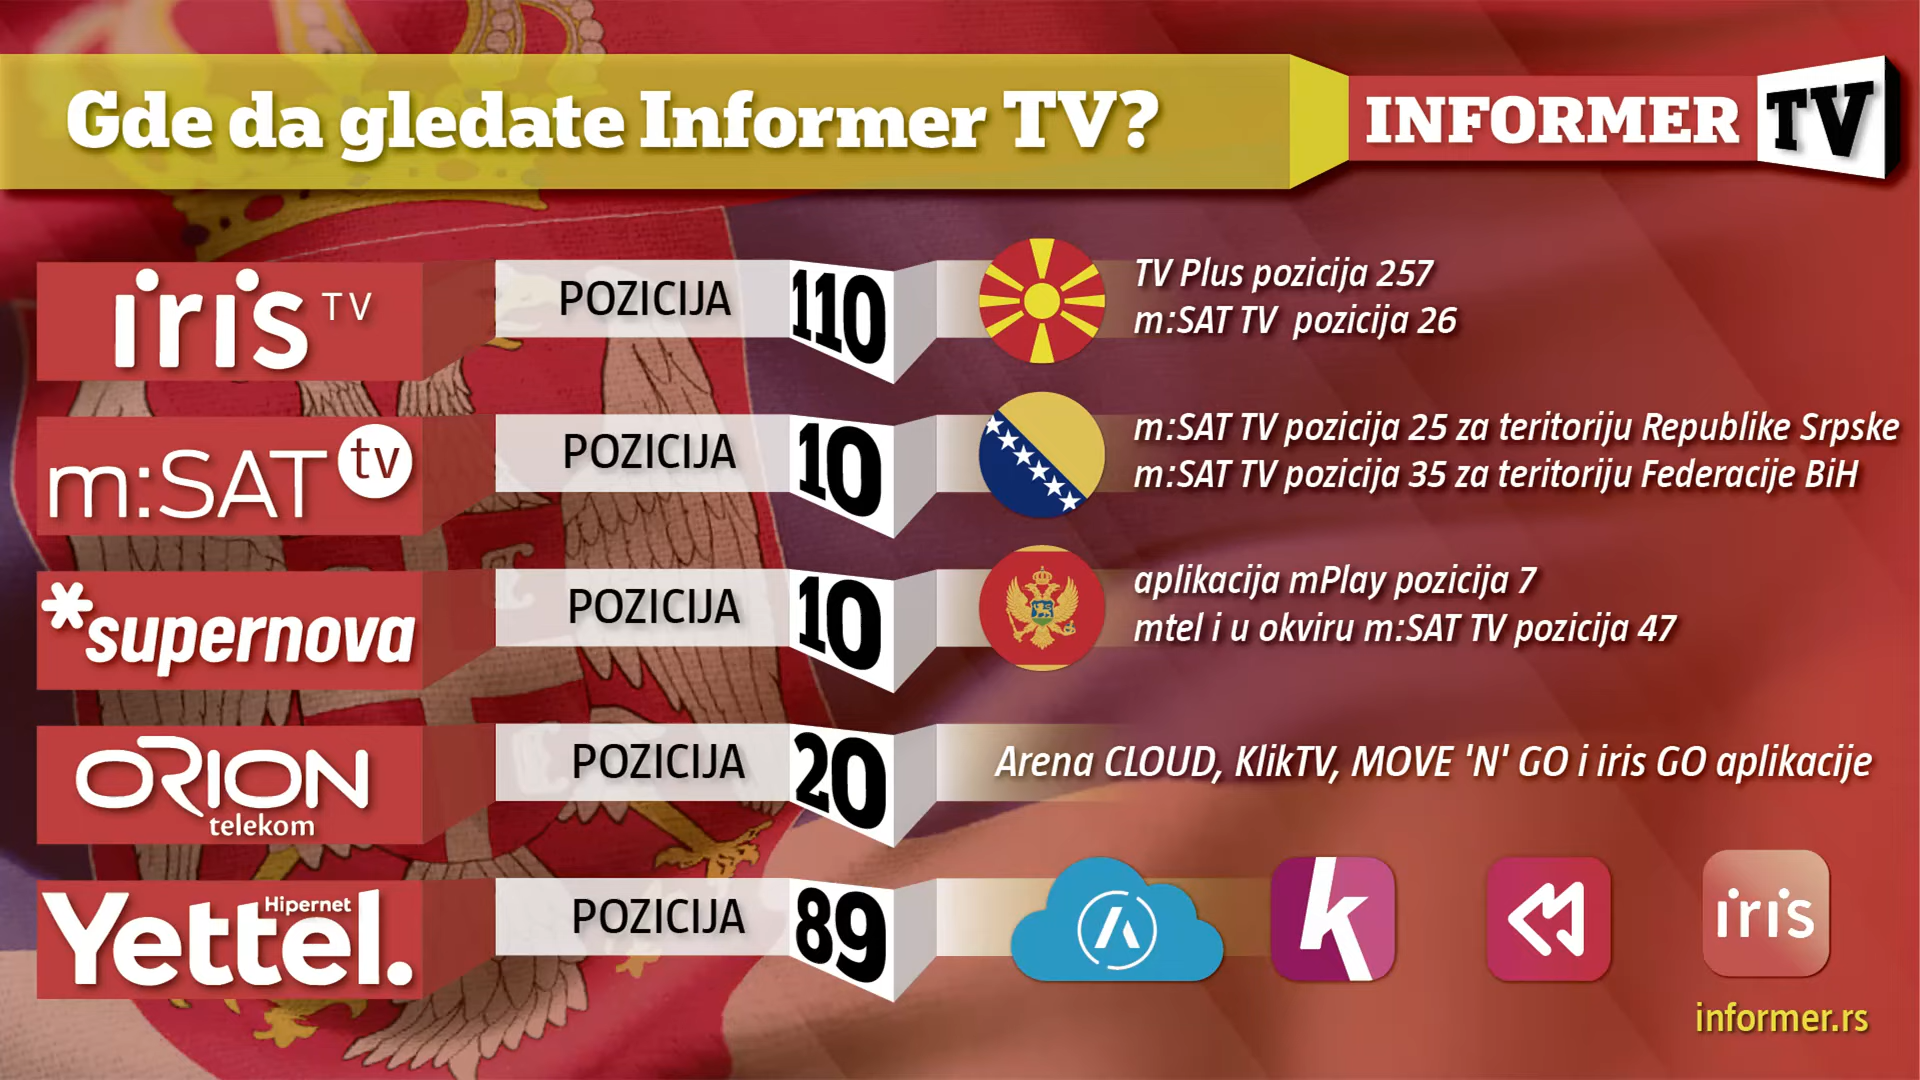 Gde da gledate Informer TV?
INFORMER TV
iris TV
POZICIJA 110
TV Plus pozicija 257
m:SAT TV pozicija 26
m:SAT tv
POZICIJA 10
m:SAT TV pozicija 25 za teritoriju Republike Srpske
m:SAT TV pozicija 35 za teritoriju Federacije BiH
*supernova
POZICIJA 10
aplikacija mPlay pozicija 7
mtel i u okviru m:SAT TV pozicija 47
ORION
telekom
POZICIJA 20
Arena CLOUD, KlikTV, MOVE 'N' GO i iris GO aplikacije
Hipernet
Yettel.
POZICIJA 89
k
iris
informer.rs